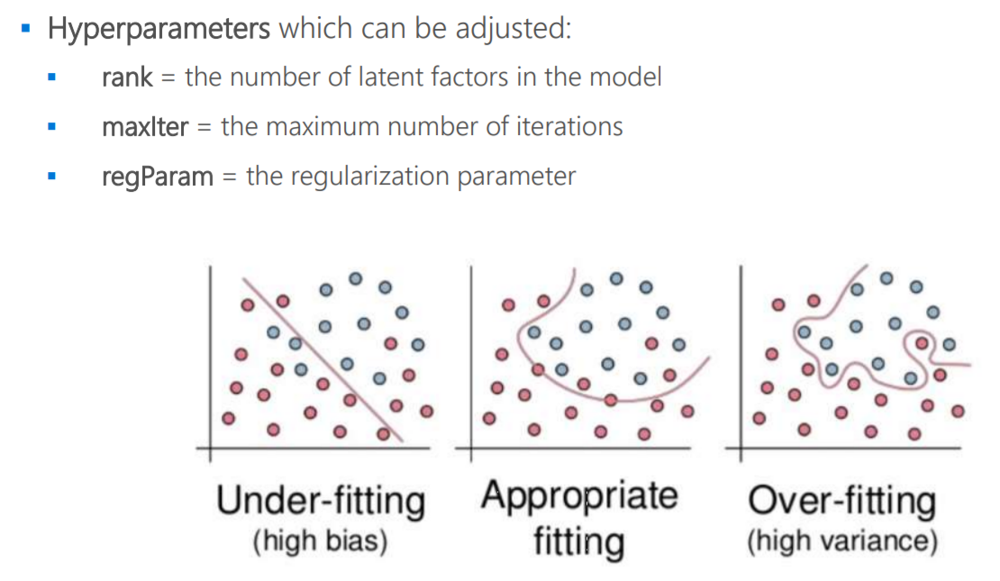 Hyperparameters which can be adjusted:
rank = the number of latent factors in the model
maxIter = the maximum number of iterations
regParam = the regularization parameter
Under-fitting
(high bias)
Appropriate
fitting
Over-fitting
(high variance)